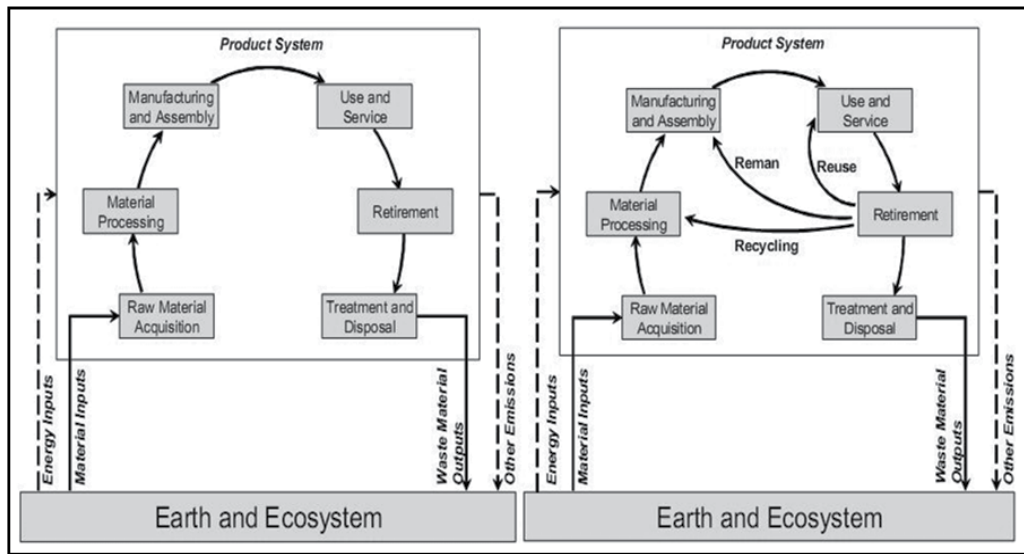 Product System
Manufacturing
and Assembly
Use and
Service
Material
Processing
Retirement
Raw Material
Acquisition
Treatment and
Disposal
Energy Inputs
Material Inputs
Waste Material
Outputs
Other Emissions
Earth and Ecosystem
Product System
Manufacturing
and Assembly
Use and
Service
Reman
Reuse
Material
Processing
Retirement
Recycling
Raw Material
Acquisition
Treatment and
Disposal
Energy Inputs
Material Inputs
Waste Material
Outputs
Other Emissions
Earth and Ecosystem